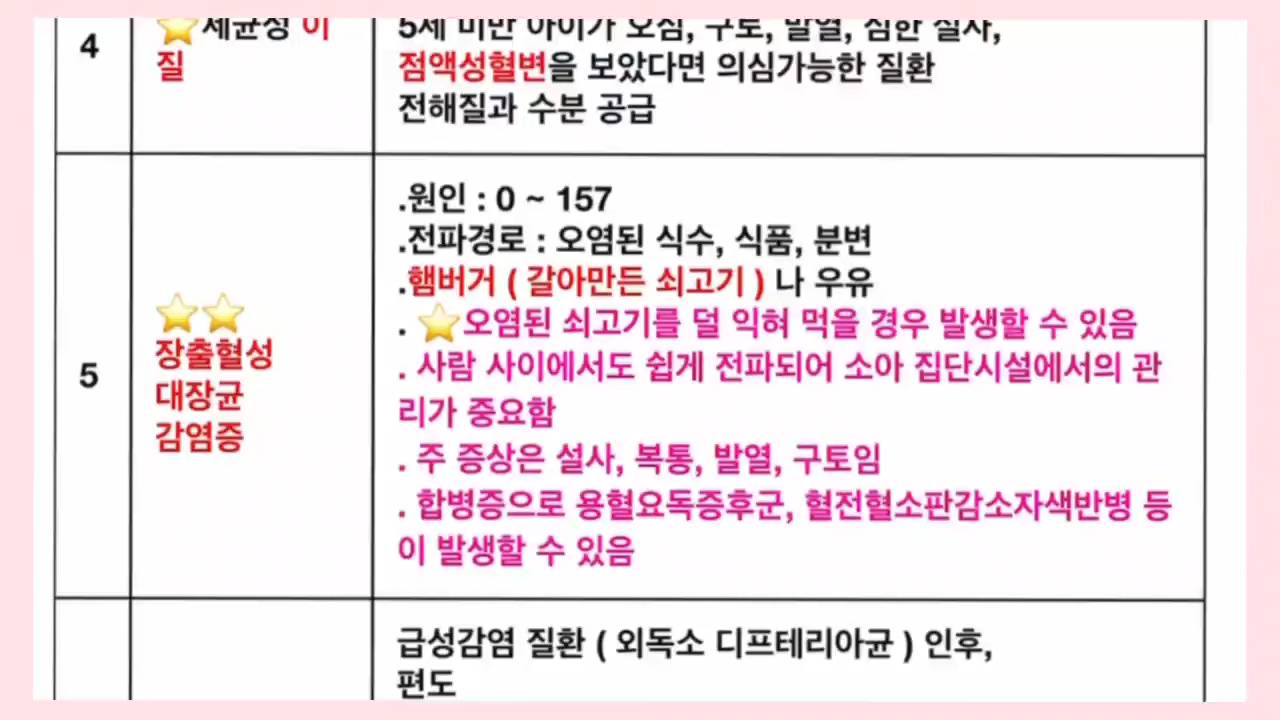 4
⭐세균성 이
질
5세 미만 아이가 오심, 구토, 발열, 심한 설사,
점액성혈변을 보았다면 의심가능한 질환
전해질과 수분 공급
5
⭐⭐
장출혈성
대장균
감염증
.원인 : 0 ~ 157
.전파경로 : 오염된 식수, 식품, 분변
.햄버거 ( 갈아만든 쇠고기 ) 나 우유
. ⭐오염된 쇠고기를 덜 익혀 먹을 경우 발생할 수 있음
. 사람 사이에서도 쉽게 전파되어 소아 집단시설에서의 관
리가 중요함
. 주 증상은 설사, 복통, 발열, 구토임
. 합병증으로 용혈요독증후군, 혈전혈소판감소자색반병 등
이 발생할 수 있음
급성감염 질환 ( 외독소 디프테리아균 ) 인후,
편도